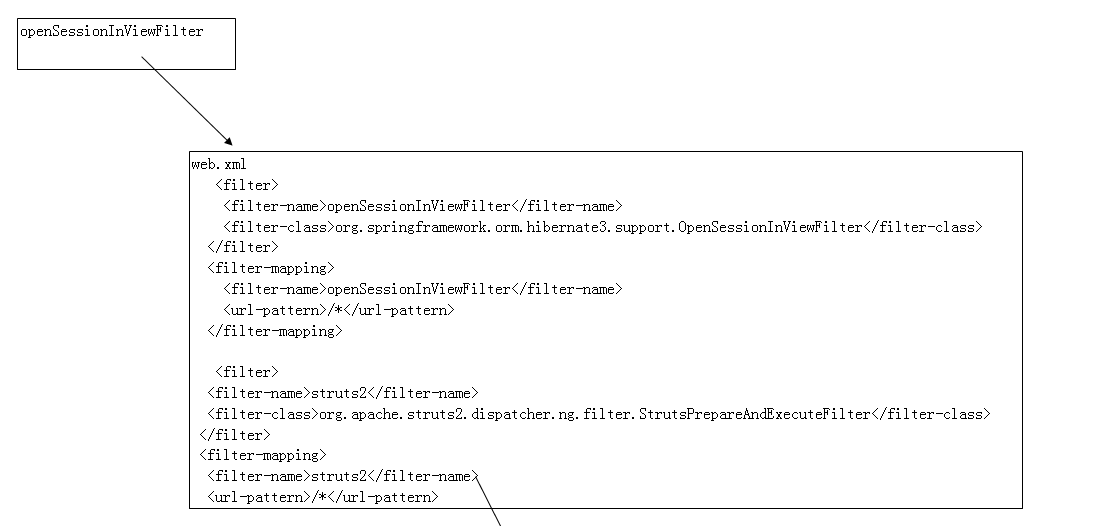 openSessionInViewFilter
web.xml
<filter>
<filter-name>openSessionInViewFilter</filter-name>
<filter-class>org.springframework.orm.hibernate3.support.OpenSessionInViewFilter</filter-class>
</filter>
<filter-mapping>
<filter-name>openSessionInViewFilter</filter-name>
<url-pattern>/*</url-pattern>
</filter-mapping>
<filter>
<filter-name>struts2</filter-name>
<filter-class>org.apache.struts2.dispatcher.ng.filter.StrutsPrepareAndExecuteFilter</filter-class>
</filter>
<filter-mapping>
<filter-name>struts2</filter-name>
<url-pattern>/*</url-pattern>